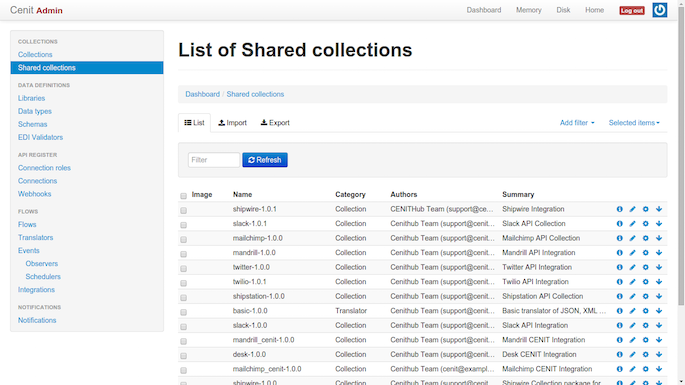 Cenit Admin
Dashboard Memory Disk Home Log out
COLLECTIONS
Collections
Shared collections
DATA DEFINITIONS
Libraries
Data types
Schemas
EDI Validators
API REGISTER
Connection roles
Connections
Webhooks
FLOWS
Flows
Translators
Events
Observers
Schedulers
Integrations
NOTIFICATIONS
Notifications
List of Shared collections
Dashboard / Shared collections
List Import Export Add filter Selected items
Filter Refresh
Image Name Category Authors Summary
shipwire-1.0.1 Collection CENITHub Team (support@ce... Shipwire Integration
slack-1.0.1 Collection Cenithub Team (support@cenit... Slack API Collection
mailchimp-1.0.0 Collection Cenithub Team (support@cenit... Mailchimp API Collection
mandrill-1.0.0 Collection Cenithub Team (support@cenit... Mandrill API Integration
twitter-1.0.0 Collection Cenithub Team (support@cenit... Twitter API Integration
twilio-1.0.1 Collection Cenithub Team (support@cenit... Twilio API Integration
shipstation-1.0.0 Collection Cenithub Team (support@cenit... Shipstation API Collection
basic-1.0.0 Translator Cenithub Team (support@cenit... Basic translator of JSON, XML ...
slack-1.0.0 Collection Cenithub Team (support@cenit... Slack API Integration
mandrill_cenit-1.0.0 Collection Cenithub Team (support@cenit... Mandrill CENIT Integration
desk-1.0.0 Collection Cenithub Team (support@cenit... Desk CENIT Integration
mailchimp_cenit-1.0.0 Collection Cenithub Team (cenit@exampl... Mailchimp CENIT Integration
shipwire-1.0.0 Collection Cenithub Team (support@cenit... Shipwire Collection package for